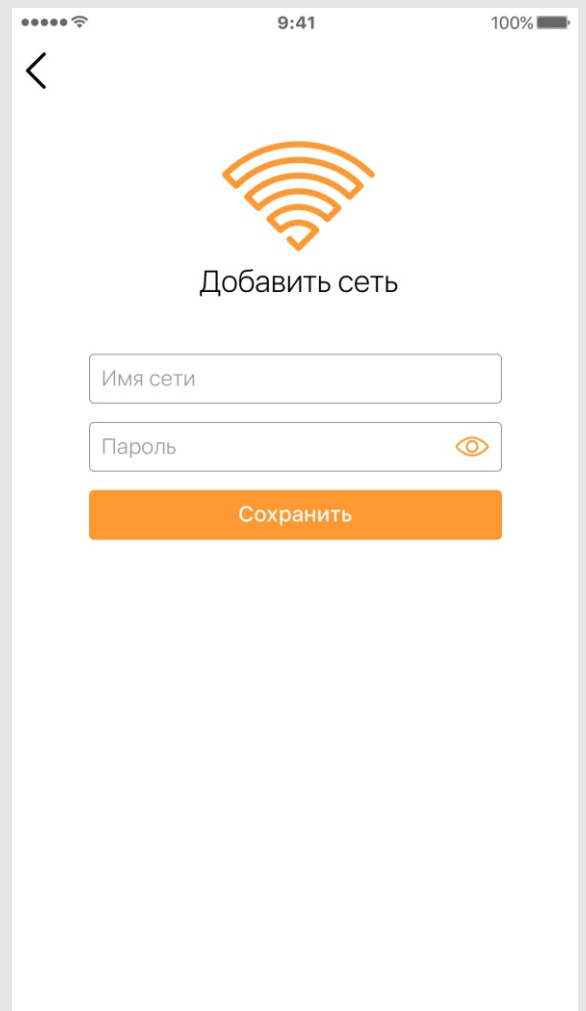 9:41
100%
Добавить сеть
Имя сети
Пароль
Сохранить